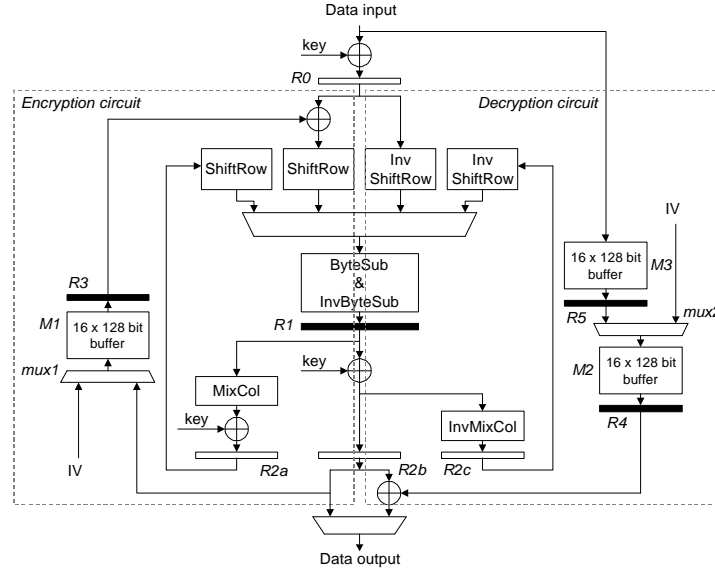 Data input
key
R0
Encryption circuit
Decryption circuit
ShiftRow
ShiftRow
Inv
ShiftRow
Inv
ShiftRow
IV
ByteSub
&
InvByteSub
16 x 128 bit
buffer
M3
R3
R5
R1
M1
16 x 128 bit
buffer
mux2
mux1
key
M2
16 x 128 bit
buffer
MixCol
key
InvMixCol
R4
IV
R2a
R2b
R2c
Data output